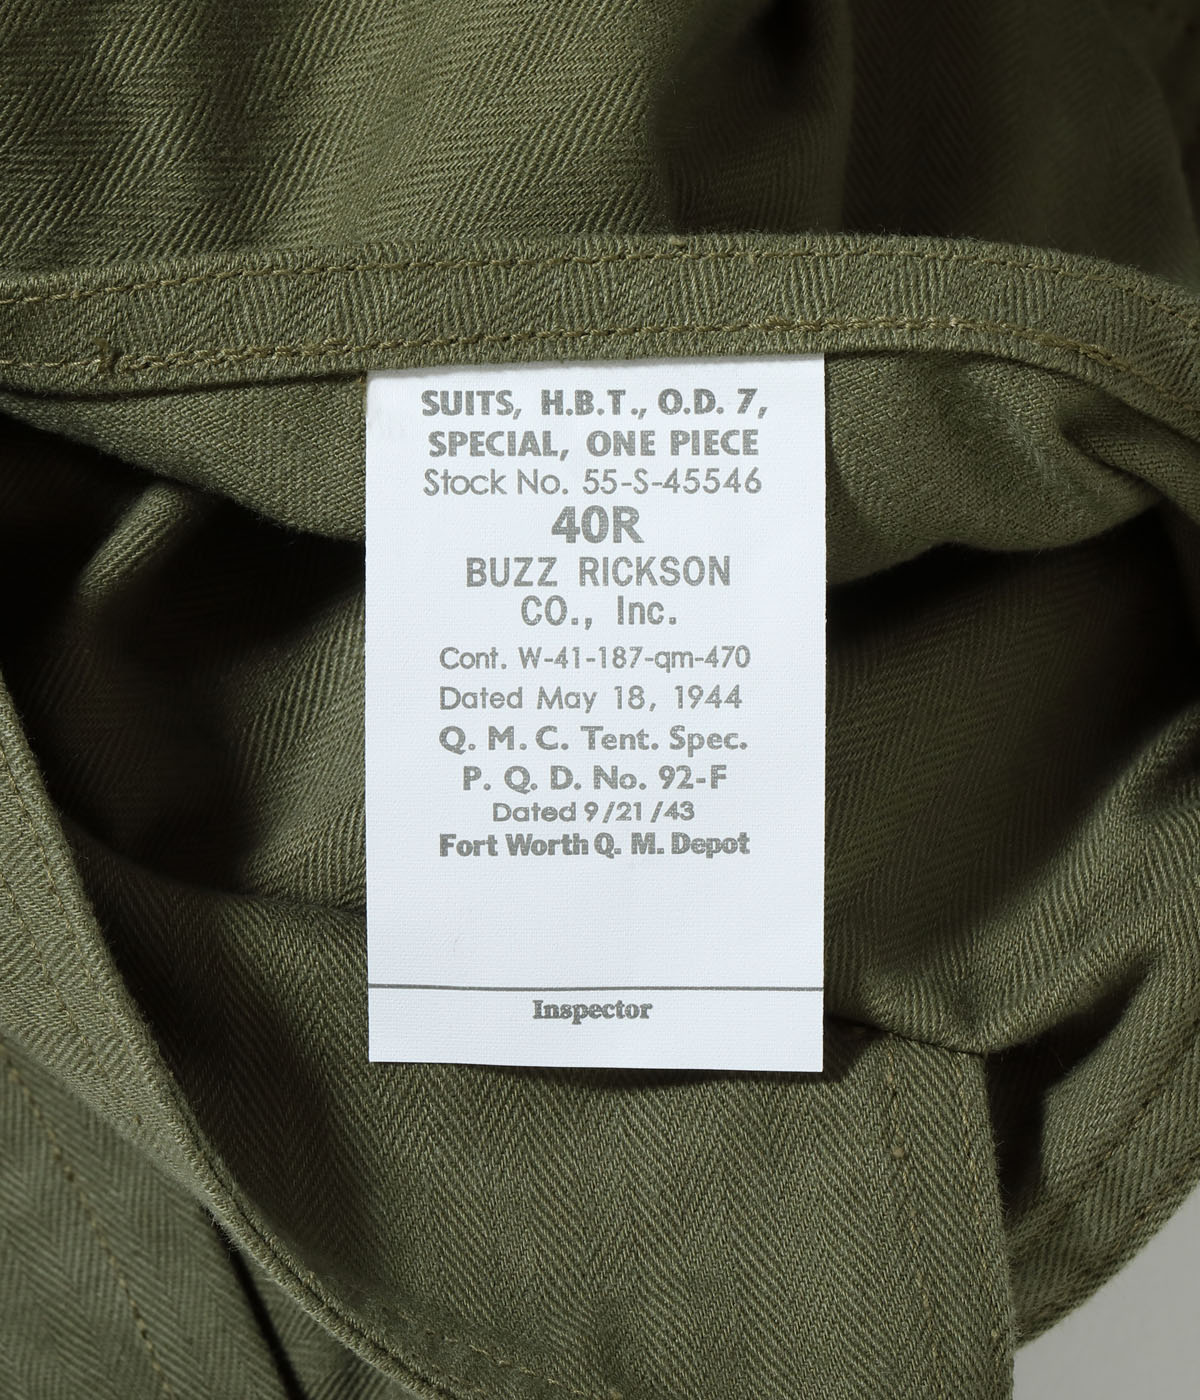 SUITS, H.B.T., O.D. 7,
SPECIAL, ONE PIECE
Stock No. 55-S-45546
40R
BUZZ RICKSON
CO., Inc.
Cont. W-41-187-qm-470
Dated May 18, 1944
Q. M. C. Tent. Spec.
P. Q. D. No. 92-F
Dated 9/21/43
Fort Worth Q. M. Depot
Inspector